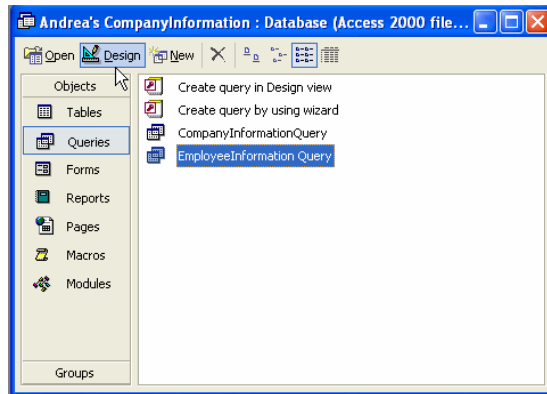 Andrea's CompanyInformation : Database (Access 2000 file...
Open Design New
Objects
Tables
Queries
Forms
Reports
Pages
Macros
Modules
Groups
Create query in Design view
Create query by using wizard
CompanyInformationQuery
EmployeeInformation Query